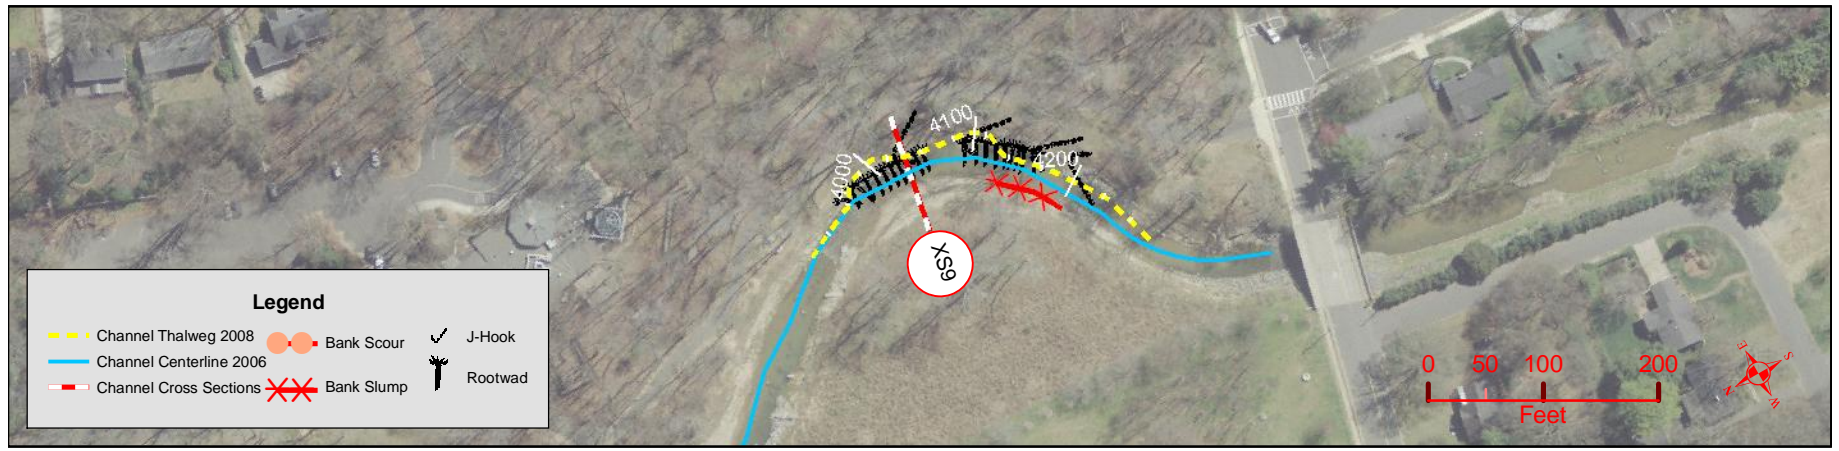 4000
4100
4200
XS9
Legend
Channel Thalweg 2008
Channel Centerline 2006
Channel Cross Sections
Bank Scour
Bank Slump
J-Hook
Rootwad
0 50 100 200
Feet
N
E
S
W